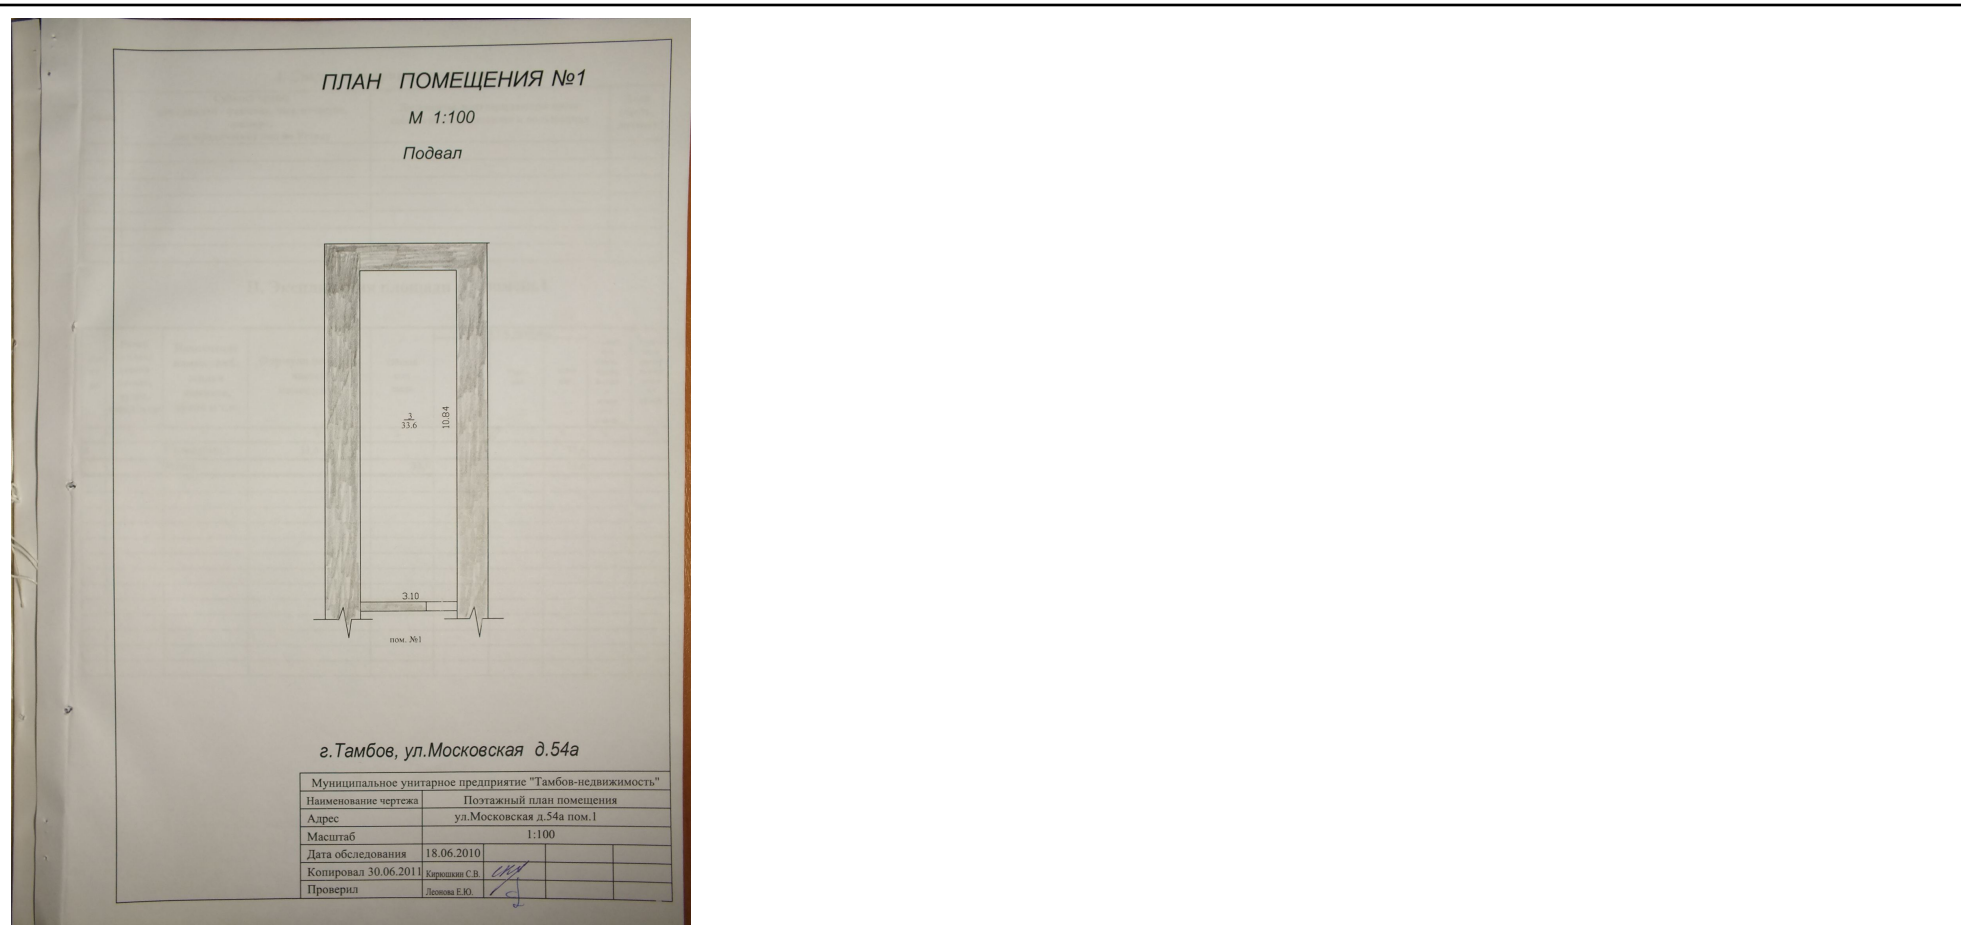 ПЛАН ПОМЕЩЕНИЯ №1
М 1:100
Подвал
3
33.6
10.84
3.10
пом. №1
г.Тамбов, ул.Московская д.54а
Муниципальное унитарное предприятие "Тамбов-недвижимость"
Наименование чертежа Поэтажный план помещения
Адрес ул.Московская д.54а пом.1
Масштаб 1:100
Дата обследования 18.06.2010
Копировал 30.06.2011 Кирюшкин С.В.
Проверил Леонова Е.Ю.